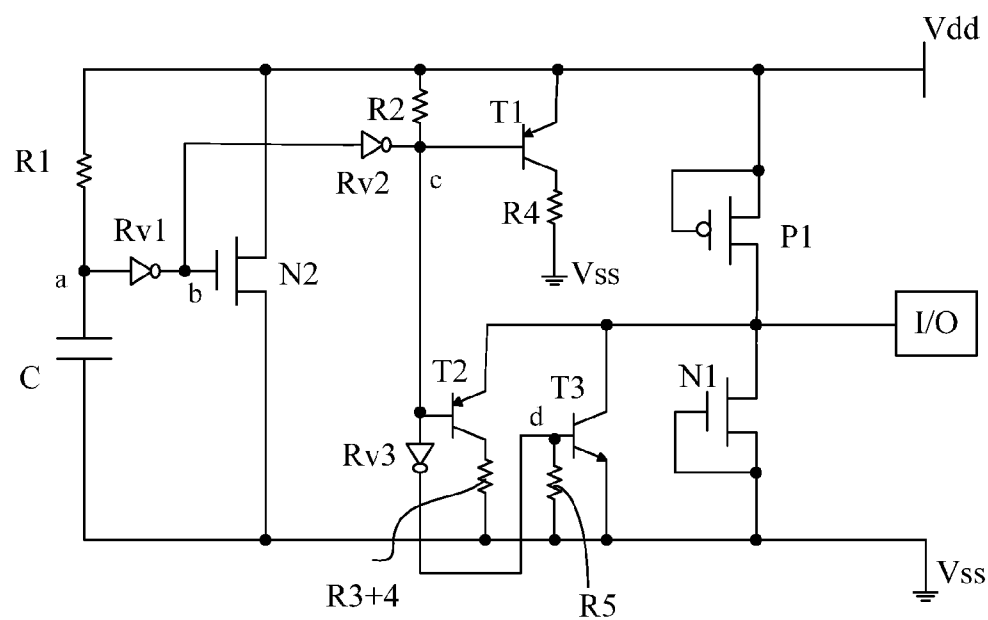 Vdd
R2
T1
R1
Rv2
c
R4
Rv1
P1
a
b
N2
Vss
I/O
C
T2
N1
T3
d
Rv3
R3+4
R5
Vss